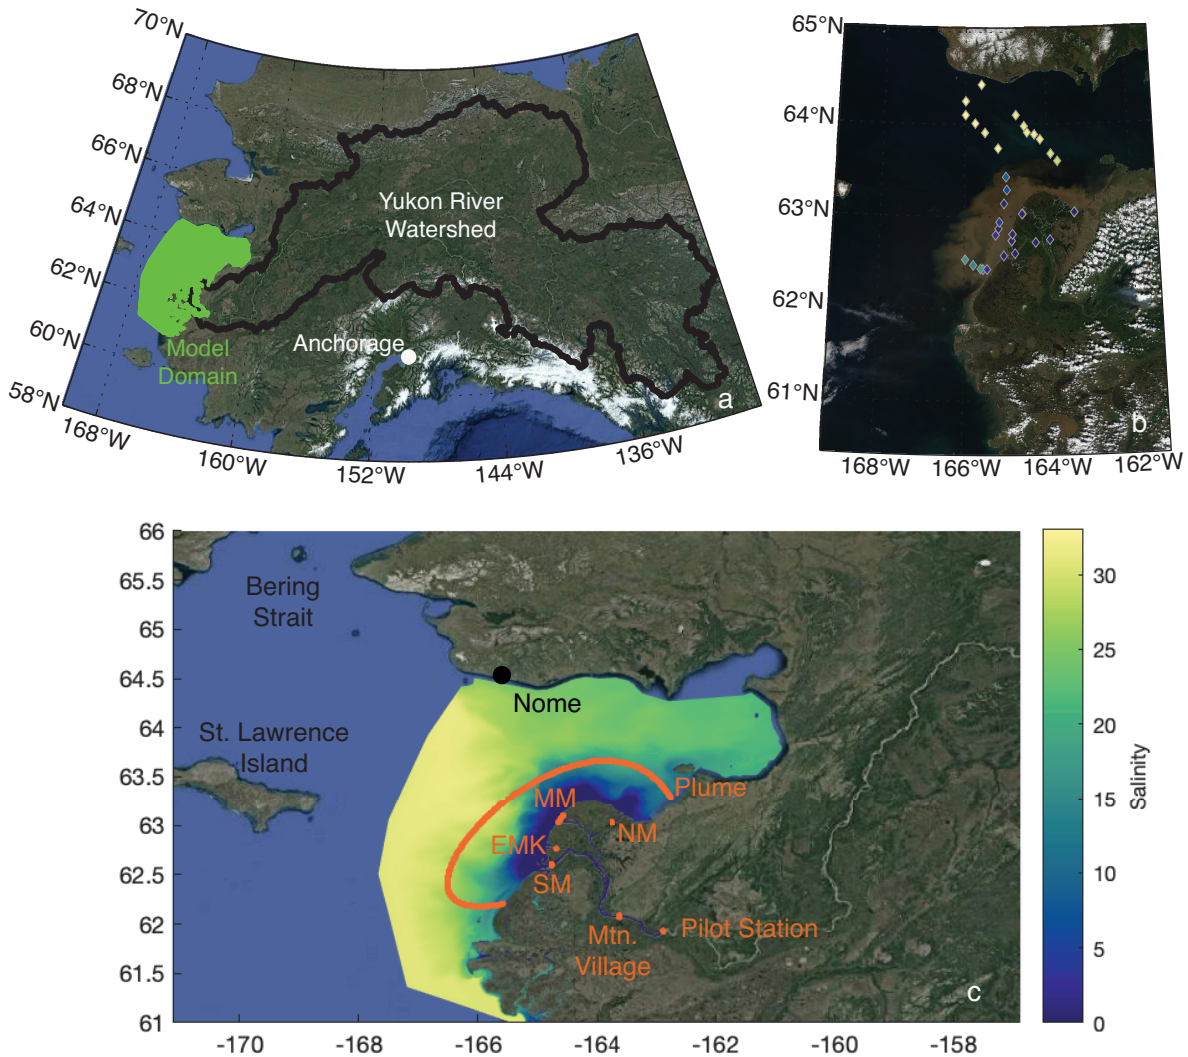 70°N
68°N
66°N
64°N
62°N
60°N
58°N
168°W
160°W
152°W
144°W
136°W
Yukon River
Watershed
Anchorage
Model
Domain
a
65°N
64°N
63°N
62°N
61°N
168°W
166°W
164°W
162°W
b
66
65.5
65
64.5
64
63.5
63
62.5
62
61.5
61
-170
-168
-166
-164
-162
-160
-158
Bering
Strait
Nome
St. Lawrence
Island
Plume
MM
NM
EMK
SM
Pilot Station
Mtn.
Village
c
30
25
20
15
10
5
0
Salinity